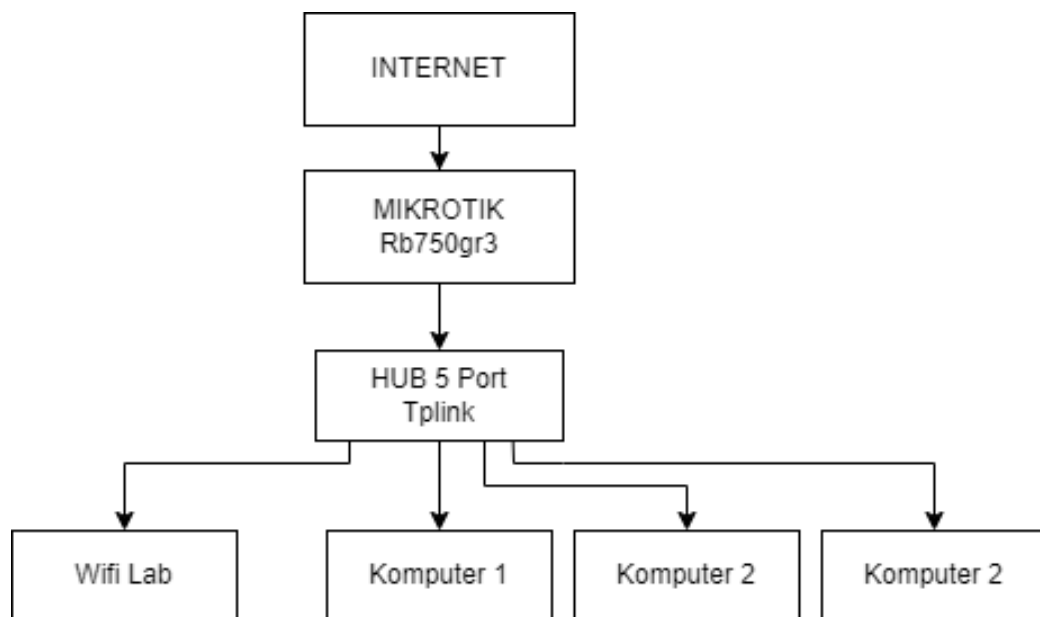 INTERNET
MIKROTIK
Rb750gr3
HUB 5 Port
Tplink
Wifi Lab
Komputer 1
Komputer 2
Komputer 2